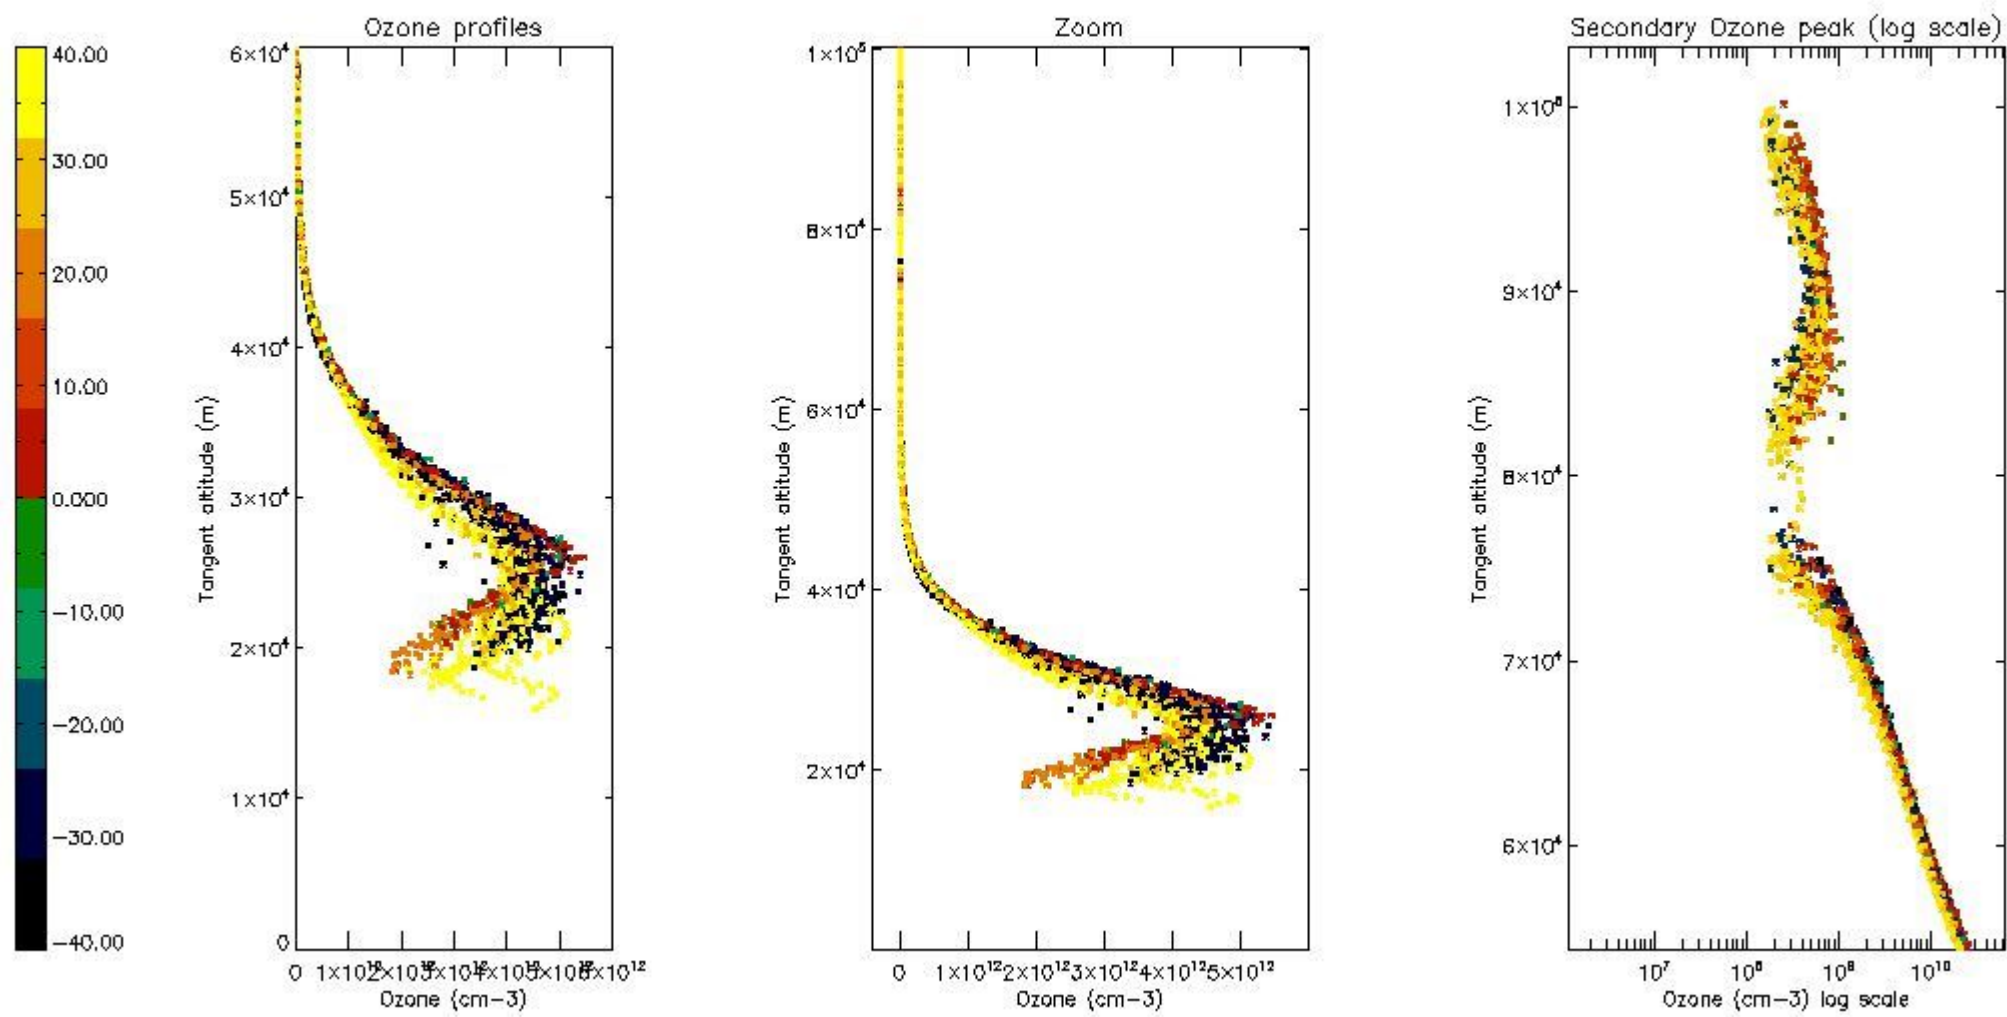 Ozone profiles
Zoom
Secondary Ozone peak (log scale)
40.00
30.00
20.00
10.00
0.000
-10.00
-20.00
-30.00
-40.00
Tangent altitude (m)
6×10⁴
5×10⁴
4×10⁴
3×10⁴
2×10⁴
1×10⁴
0
0
Ozone (cm-3)
Tangent altitude (m)
1×10⁵
8×10⁴
6×10⁴
4×10⁴
2×10⁴
0 1×10¹² 2×10¹² 3×10¹² 4×10¹² 5×10¹²
Ozone (cm-3)
Tangent altitude (m)
1×10⁵
9×10⁴
8×10⁴
7×10⁴
6×10⁴
10⁷ 10⁸ 10⁹ 10¹⁰
Ozone (cm-3) log scale